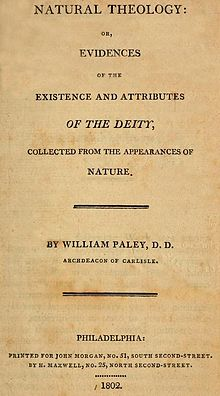 NATURAL THEOLOGY:
OR,
EVIDENCES
OF THE
EXISTENCE AND ATTRIBUTES
OF THE DEITY,
COLLECTED FROM THE APPEARANCES OF
NATURE.
BY WILLIAM PALEY, D. D.
ARCHDEACON OF CARLISLE.
PHILADELPHIA:
PRINTED FOR JOHN MORGAN, NO. 51, SOUTH SECOND-STREET.
BY H. MAXWELL, NO. 25, NORTH SECOND-STREET.
1802.